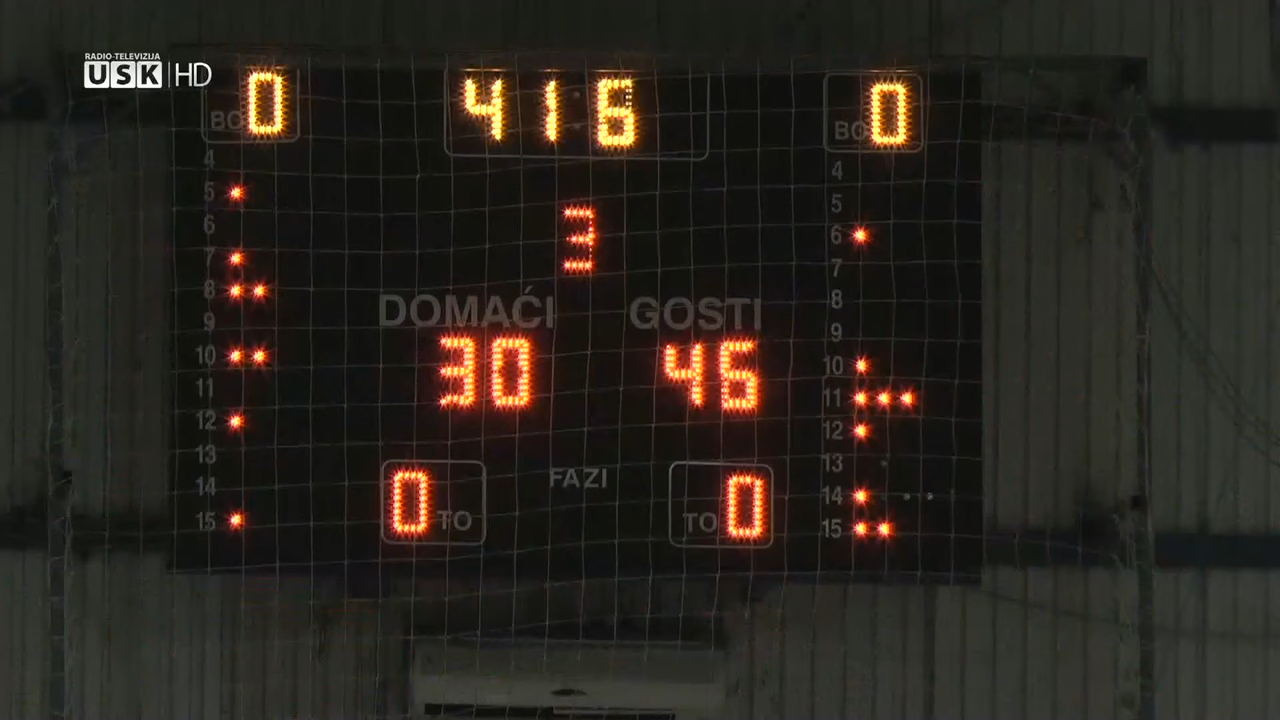 RADIO-TELEVIZIJA
USK HD
BO 0 416 BO 0
4 4
5 5
6 3 6
7 7
8 8
DOMAĆI GOSTI
9 9
30 46
10 10
11 11
12 12
13 13
FAZI
14 14
0 TO TO 0
15 15